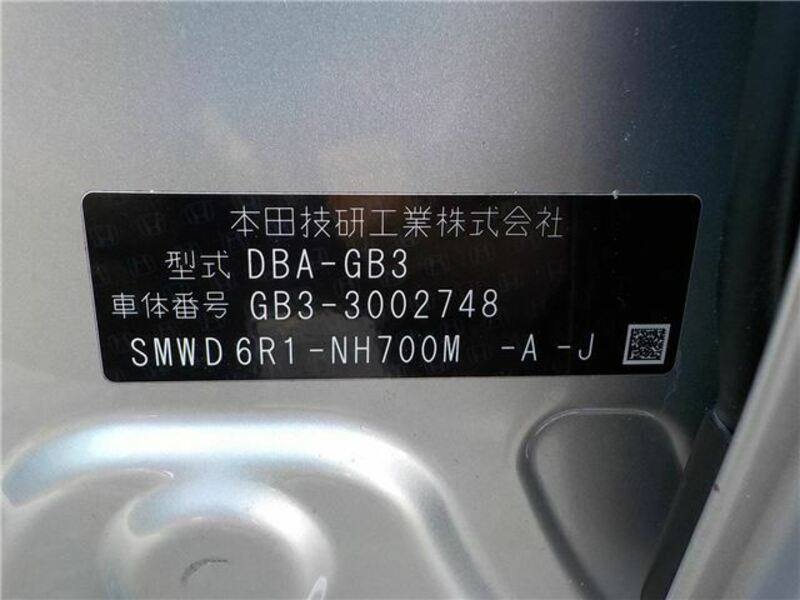 本田技研工業株式会社
型式 DBA-GB3
車体番号 GB3-3002748
SMWD6R1-NH700M -A -J